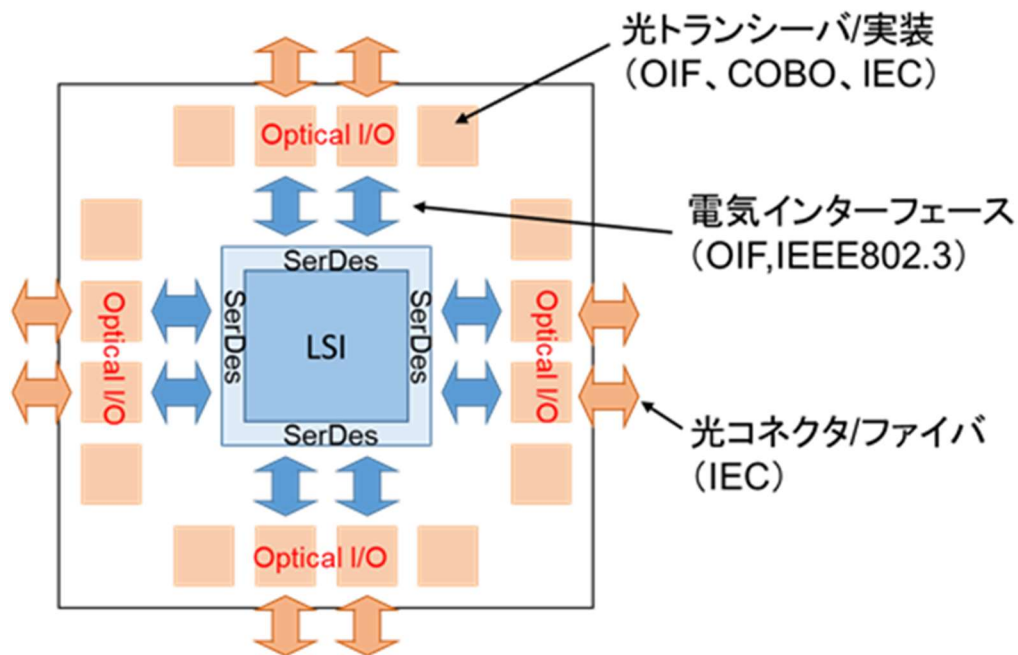 光トランシーバ/実装
（OIF、COBO、IEC）
Optical I/O
電気インターフェース
（OIF,IEEE802.3）
SerDes
SerDes
SerDes
LSI
Optical I/O
Optical I/O
光コネクタ/ファイバ
（IEC）
SerDes
Optical I/O